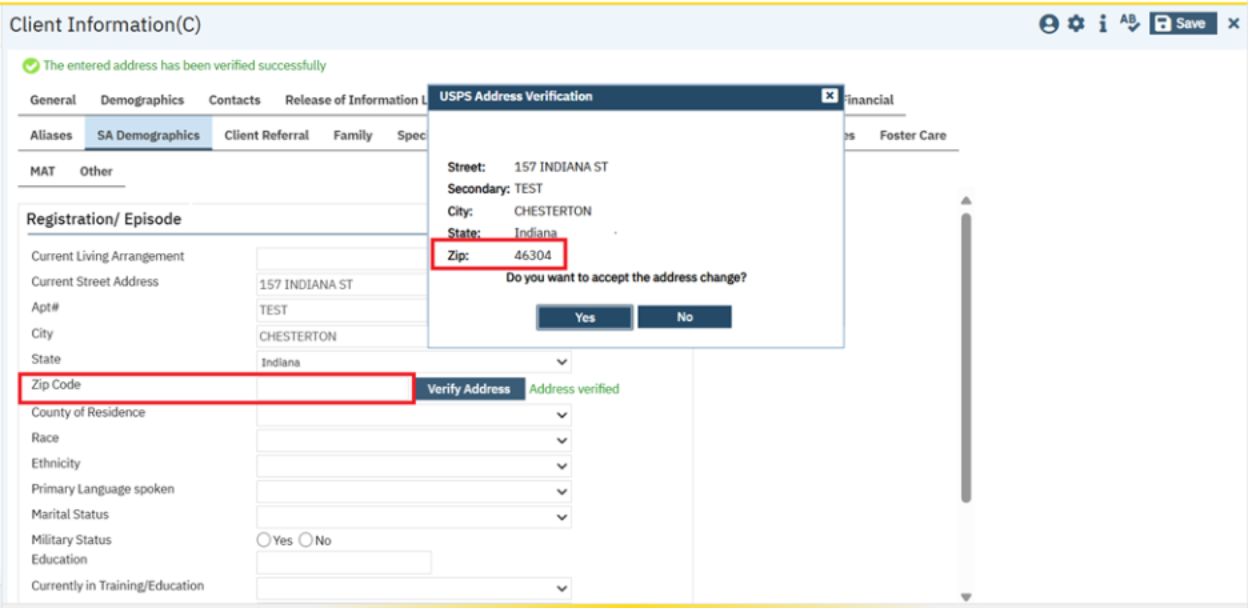 Client Information(C)
Save
The entered address has been verified successfully
General Demographics Contacts Release of Information L
Financial
Aliases SA Demographics Client Referral Family Spec
es Foster Care
MAT Other
USPS Address Verification
Street: 157 INDIANA ST
Secondary: TEST
City: CHESTERTON
State: Indiana
Zip: 46304
Do you want to accept the address change?
Yes No
Registration/ Episode
Current Living Arrangement
Current Street Address 157 INDIANA ST
Apt# TEST
City CHESTERTON
State Indiana
Zip Code Verify Address Address verified
County of Residence
Race
Ethnicity
Primary Language spoken
Marital Status
Military Status Yes No
Education
Currently in Training/Education